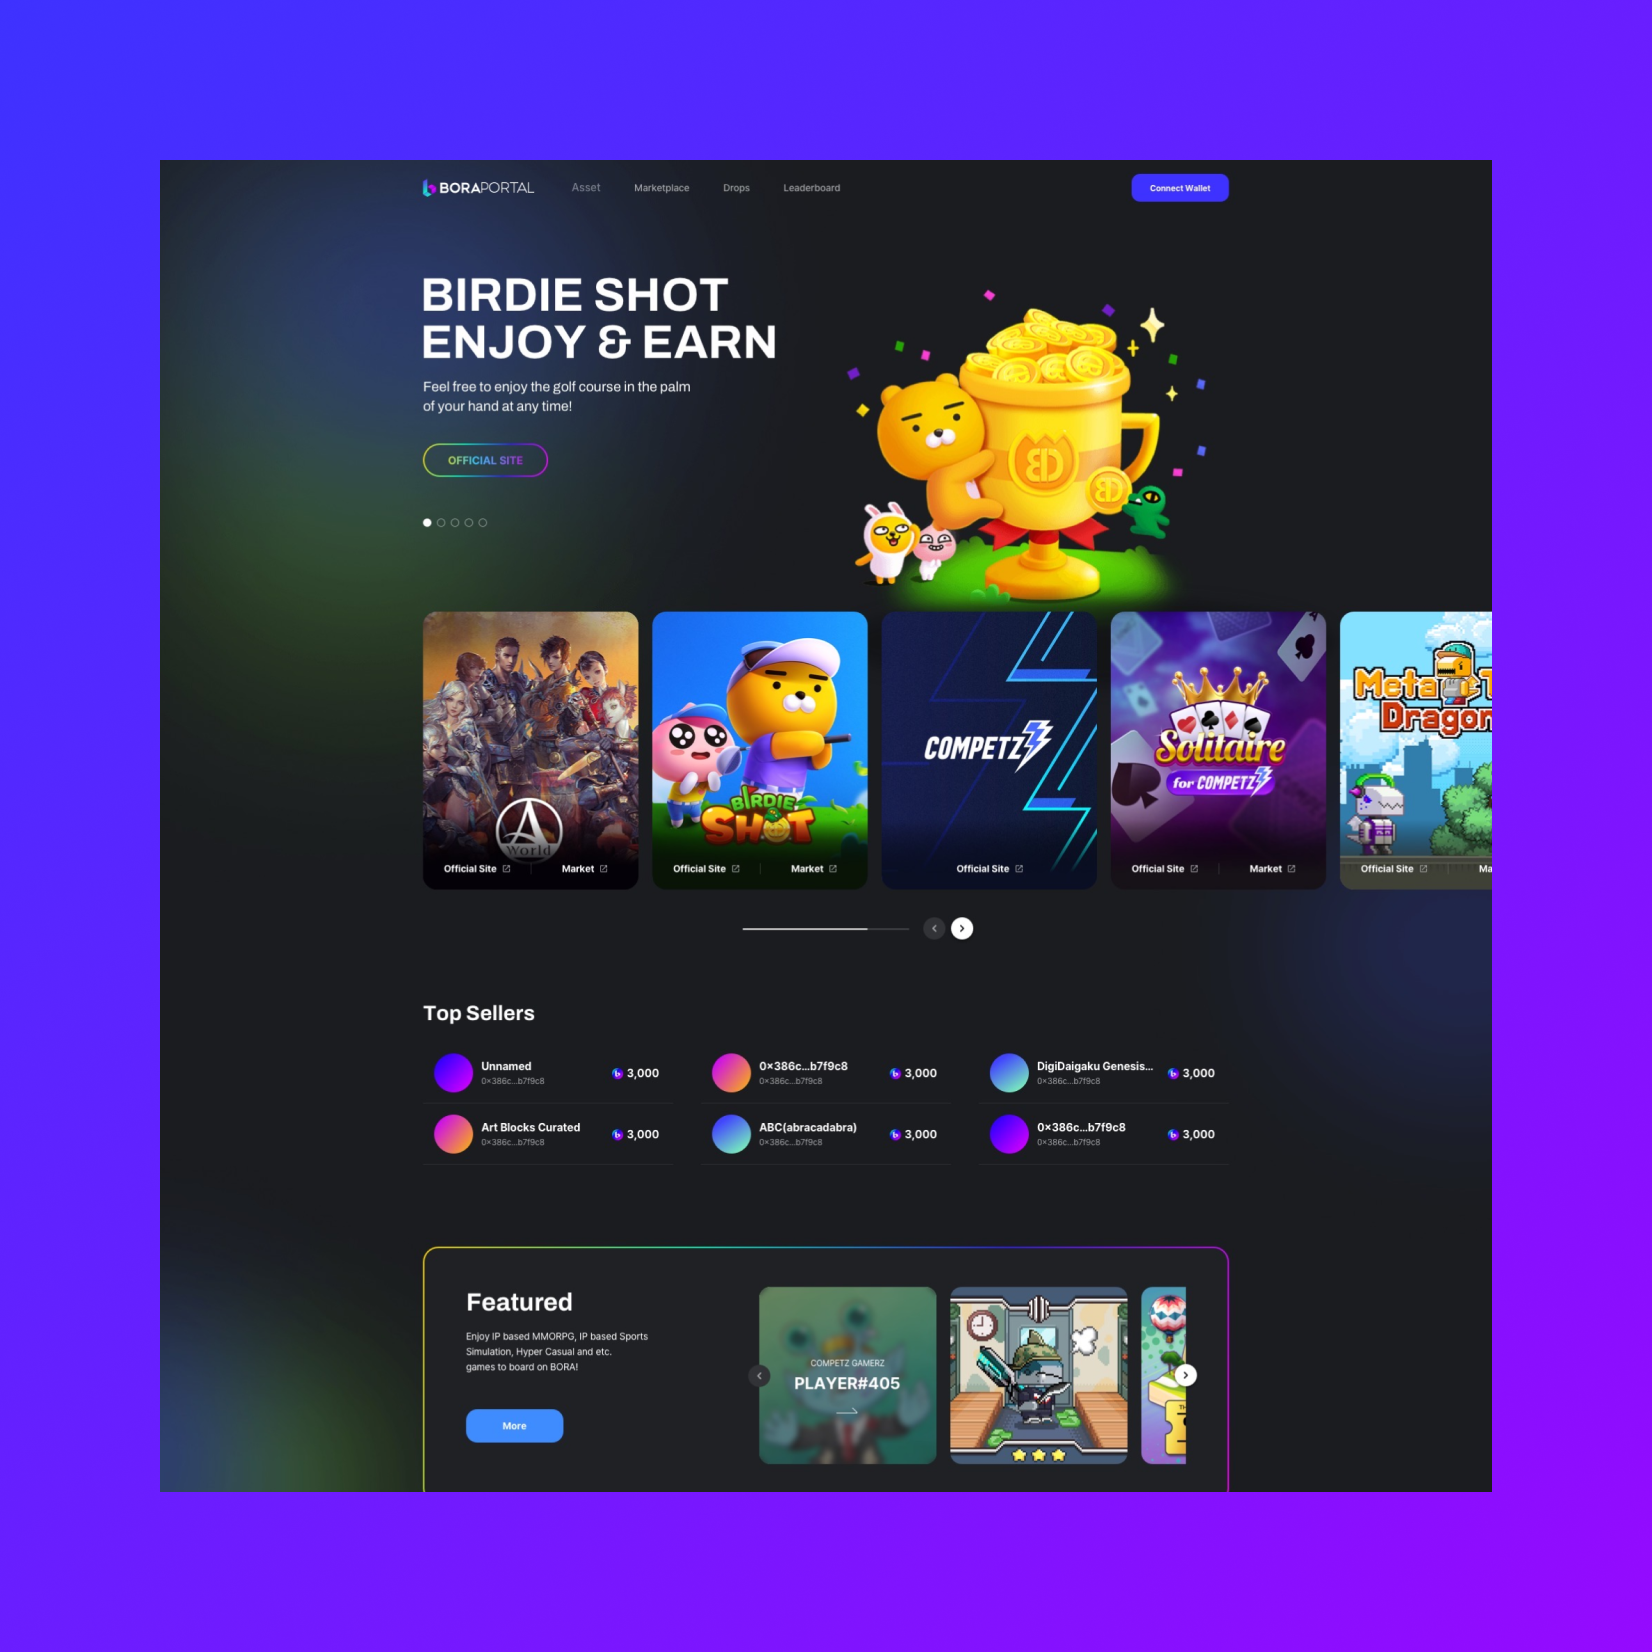 BORAPORTAL
Asset
Marketplace
Drops
Leaderboard
Connect Wallet
BIRDIE SHOT
ENJOY & EARN
Feel free to enjoy the golf course in the palm
of your hand at any time!
OFFICIAL SITE
World
Official Site
Market
BIRDIE
SHOT
Official Site
Market
COMPETZ
Official Site
Solitaire
for COMPETZ
Official Site
Market
Meta T
Dragon
Official Site
Ma
Top Sellers
Unnamed
0×386c...b7f9c8
3,000
0×386c...b7f9c8
0×386c...b7f9c8
3,000
DigiDaigaku Genesis...
0×386c...b7f9c8
3,000
Art Blocks Curated
0×386c...b7f9c8
3,000
ABC(abracadabra)
0×386c...b7f9c8
3,000
0×386c...b7f9c8
0×386c...b7f9c8
3,000
Featured
Enjoy IP based MMORPG, IP based Sports
Simulation, Hyper Casual and etc.
games to board on BORA!
More
COMPETZ GAMERZ
PLAYER#405